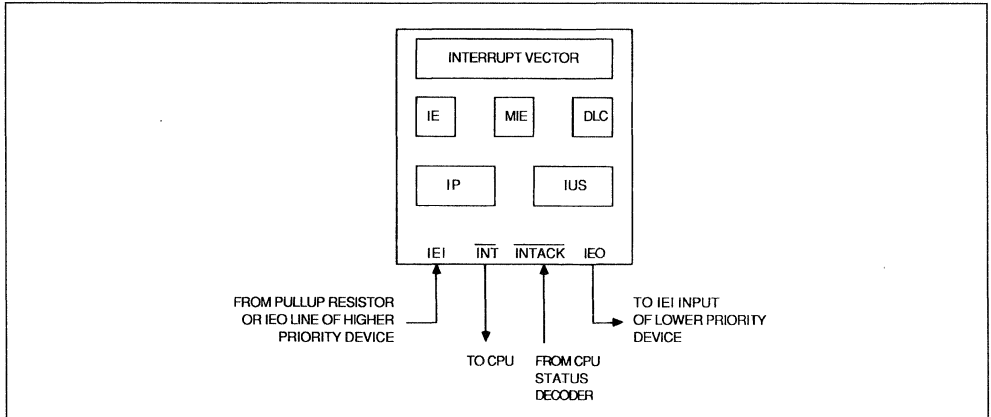 INTERRUPT VECTOR
IE MIE DLC
IP IUS
IEI INT INTACK IEO
FROM PULLUP RESISTOR
OR IEO LINE OF HIGHER
PRIORITY DEVICE
TO CPU
FROM CPU
STATUS
DECODER
TO IEI INPUT
OF LOWER PRIORITY
DEVICE